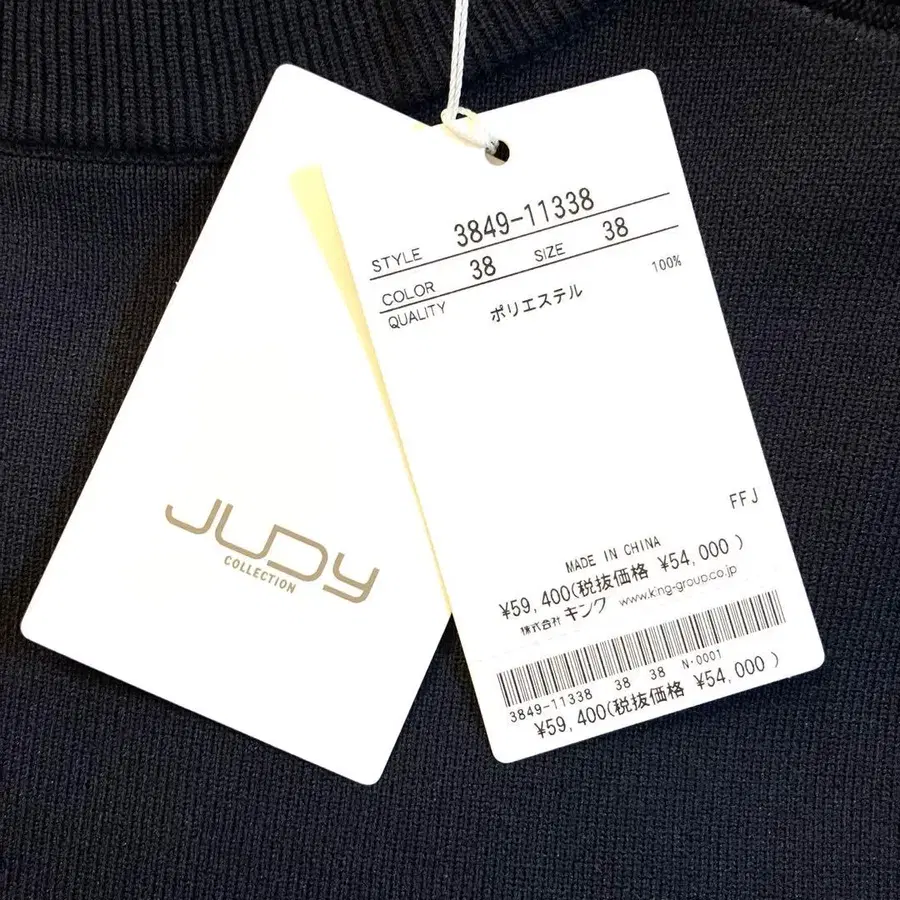 JUDY
COLLECTION
STYLE 3849-11338
COLOR 38 SIZE 38
QUALITY ポリエステル 100%
FFJ
MADE IN CHINA
¥59,400(税抜価格 ¥54,000 )
株式会社 キング www.king-group.co.jp
3849-11338 38 38 N·0001
¥59,400(税抜価格 ¥54,000 )